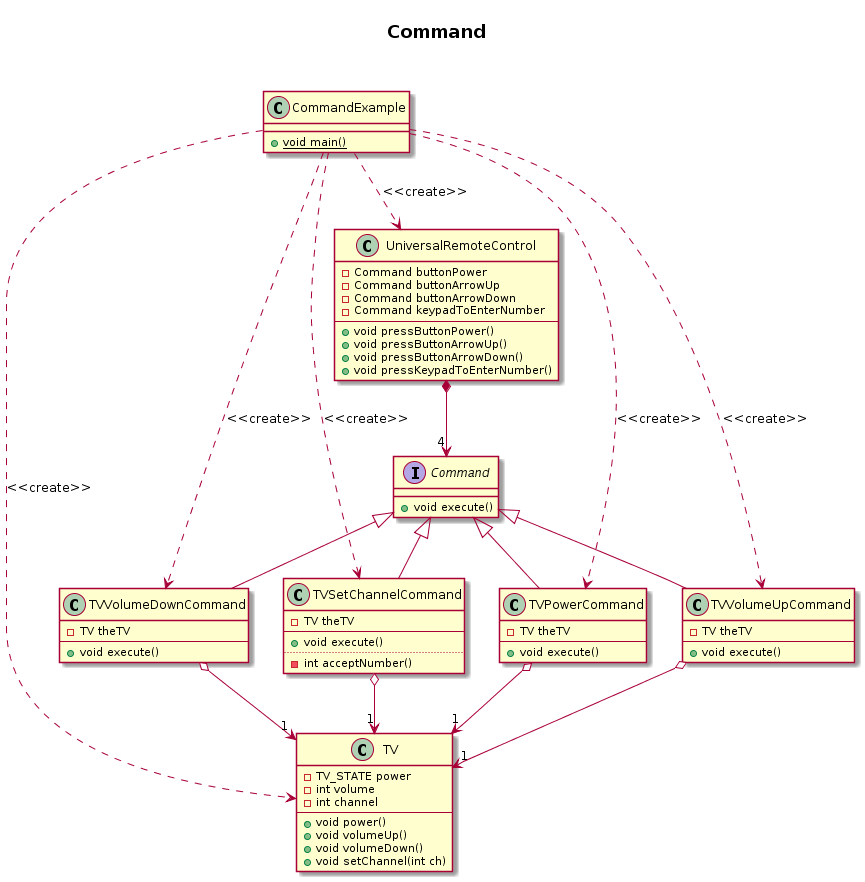 Command
C CommandExample
void main()
<<create>>
C UniversalRemoteControl
Command buttonPower
Command buttonArrowUp
Command buttonArrowDown
Command keypadToEnterNumber
void pressButtonPower()
void pressButtonArrowUp()
void pressButtonArrowDown()
void pressKeypadToEnterNumber()
<<create>>
<<create>>
<<create>>
<<create>>
4
I Command
void execute()
<<create>>
C TVVolumeDownCommand
TV theTV
void execute()
C TVSetChannelCommand
TV theTV
void execute()
int acceptNumber()
C TVPowerCommand
TV theTV
void execute()
C TVVolumeUpCommand
TV theTV
void execute()
1
1
1
1
C TV
TV_STATE power
int volume
int channel
void power()
void volumeUp()
void volumeDown()
void setChannel(int ch)